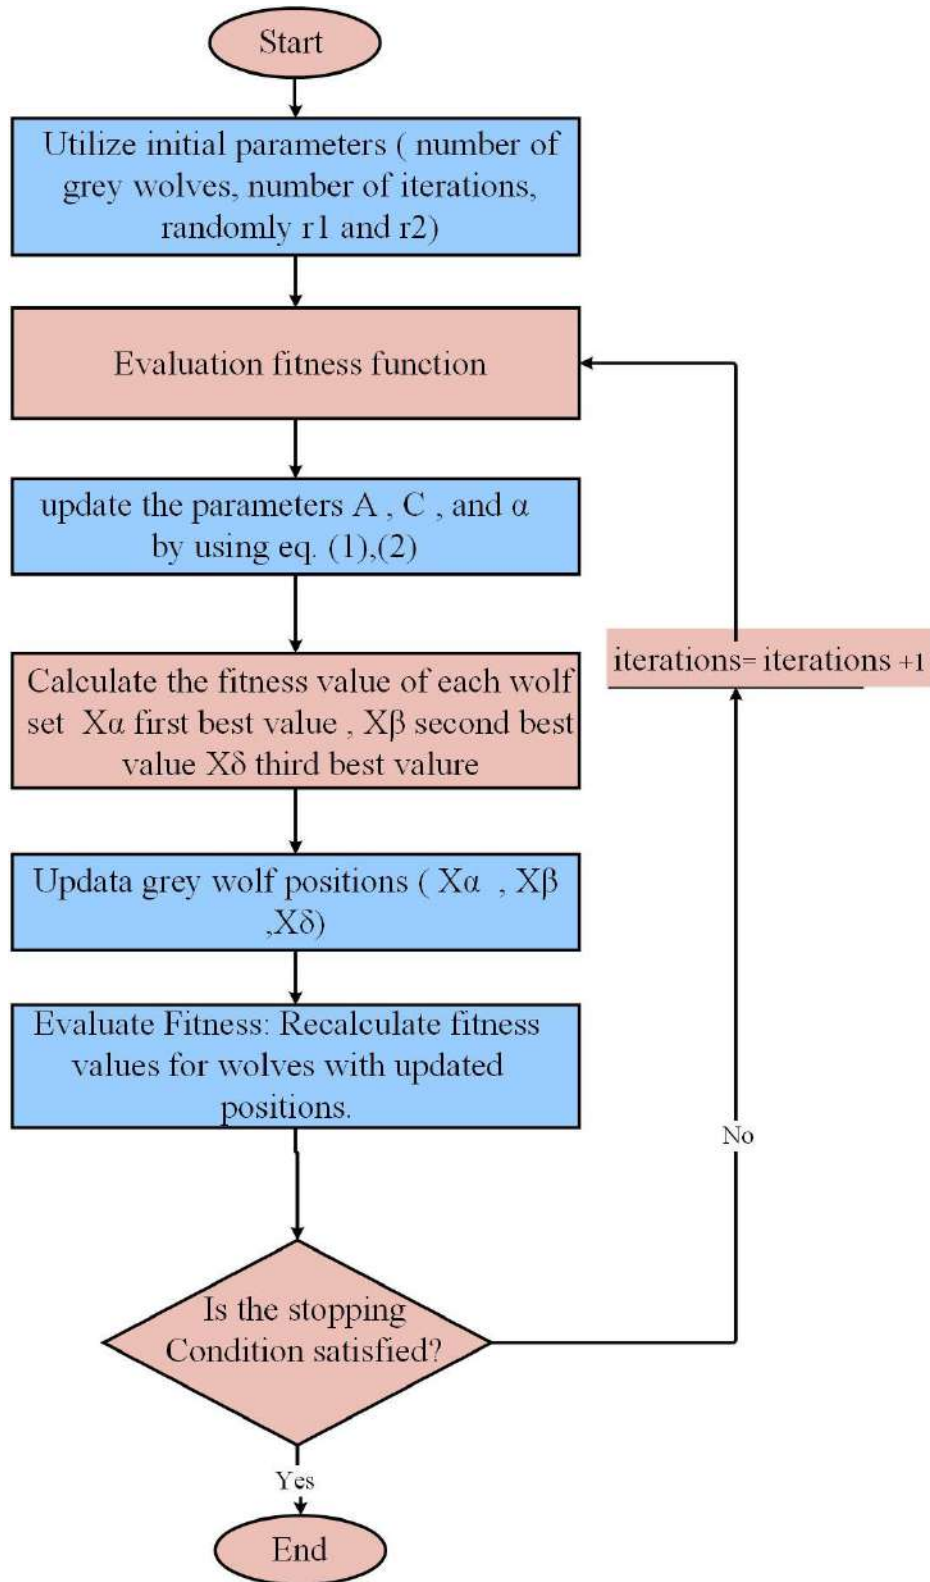 Start
Utilize initial parameters ( number of
grey wolves, number of iterations,
randomly r1 and r2)
Evaluation fitness function
update the parameters A , C , and α
by using eq. (1),(2)
iterations= iterations +1
Calculate the fitness value of each wolf
set Xα first best value , Xβ second best
value Xδ third best valure
Updata grey wolf positions ( Xα , Xβ
,Xδ)
Evaluate Fitness: Recalculate fitness
values for wolves with updated
positions.
No
Is the stopping
Condition satisfied?
Yes
End